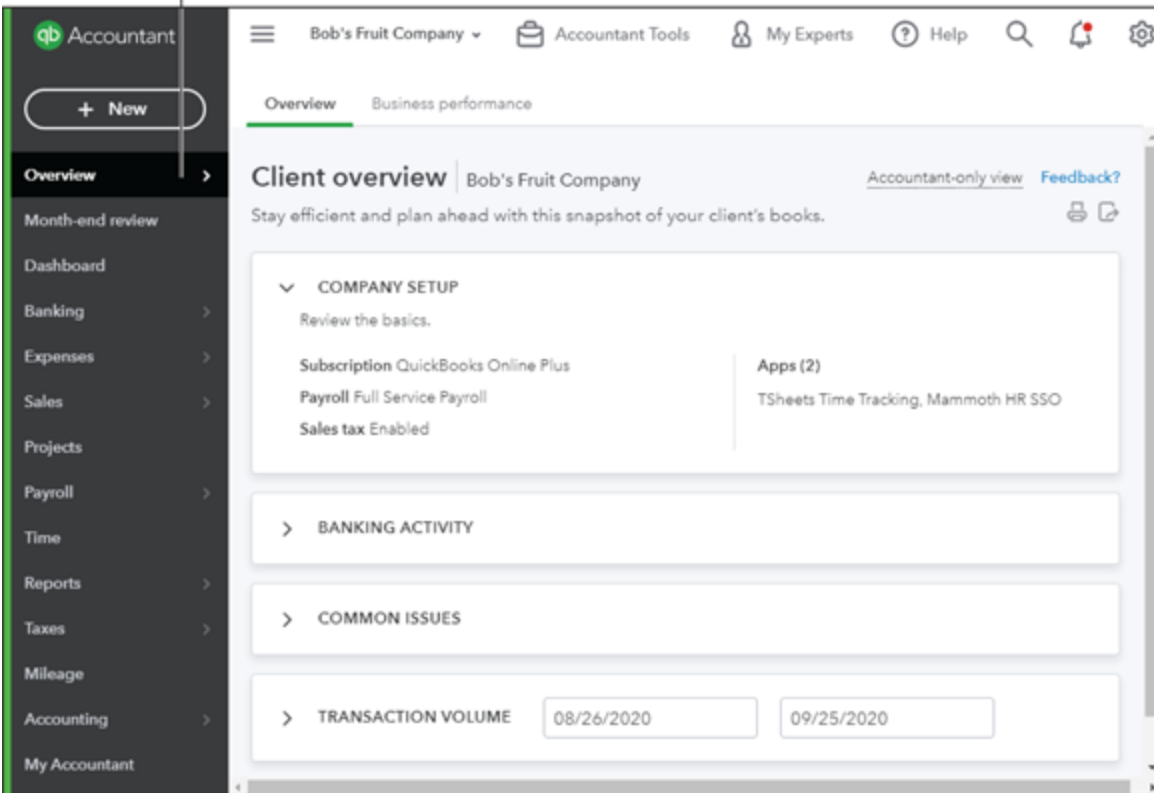 qb Accountant
Bob's Fruit Company
Accountant Tools
My Experts
? Help
+ New
Overview
Business performance
Overview
Month-end review
Dashboard
Banking
Expenses
Sales
Projects
Payroll
Time
Reports
Taxes
Mileage
Accounting
My Accountant
Client overview Bob's Fruit Company
Accountant-only view Feedback?
Stay efficient and plan ahead with this snapshot of your client's books.
COMPANY SETUP
Review the basics.
Subscription QuickBooks Online Plus
Payroll Full Service Payroll
Sales tax Enabled
Apps (2)
TSheets Time Tracking, Mammoth HR SSO
BANKING ACTIVITY
COMMON ISSUES
TRANSACTION VOLUME 08/26/2020 09/25/2020